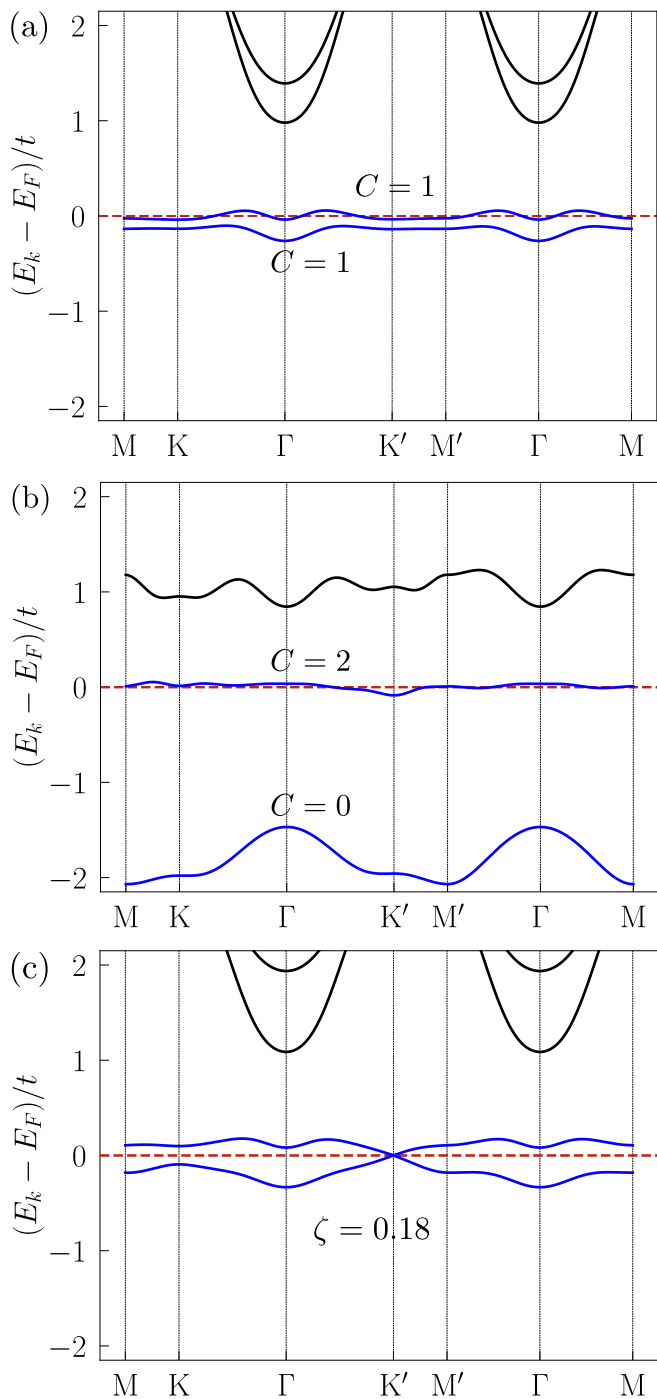 (a)
(E_k − E_F)/t
2
1
0
−1
−2
C = 1
C = 1
M K Γ K′ M′ Γ M
(b)
(E_k − E_F)/t
2
1
0
−1
−2
C = 2
C = 0
M K Γ K′ M′ Γ M
(c)
(E_k − E_F)/t
2
1
0
−1
−2
ζ = 0.18
M K Γ K′ M′ Γ M